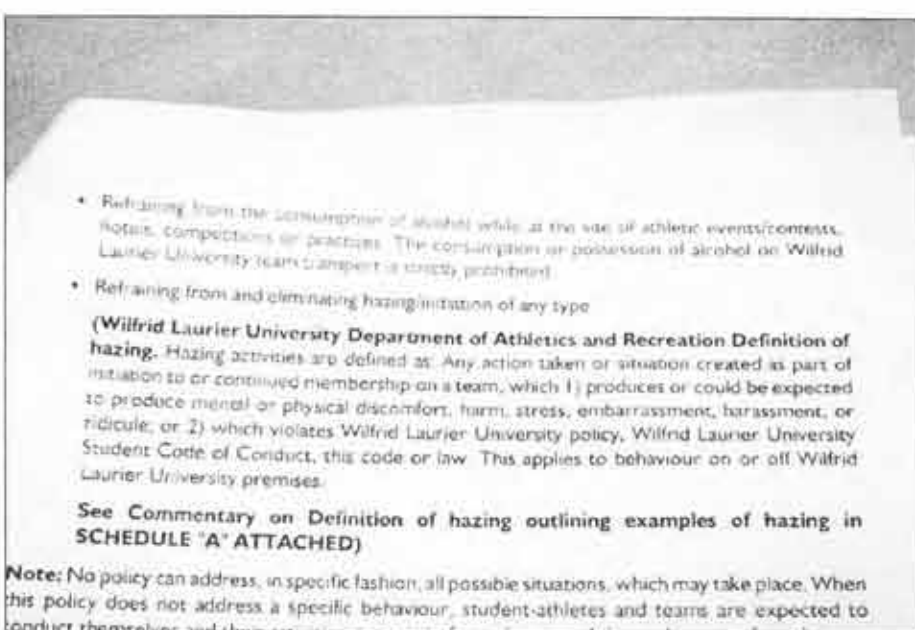 • Refraining from the consumption of alcohol while at the site of athletic events/contests,
hotels, competitions or practices. The consumption or possession of alcohol on Wilfrid
Laurier University team transport is strictly prohibited.
• Refraining from and eliminating hazing/initiation of any type
(Wilfrid Laurier University Department of Athletics and Recreation Definition of
hazing. Hazing activities are defined as: Any action taken or situation created as part of
initiation to or continued membership on a team, which 1) produces or could be expected
to produce mental or physical discomfort, harm, stress, embarrassment, harassment, or
ridicule; or 2) which violates Wilfrid Laurier University policy, Wilfrid Laurier University
Student Code of Conduct, this code or law. This applies to behaviour on or off Wilfrid
Laurier University premises.
See Commentary on Definition of hazing outlining examples of hazing in
SCHEDULE "A" ATTACHED)
Note: No policy can address, in specific fashion, all possible situations, which may take place. When
this policy does not address a specific behaviour, student-athletes and teams are expected to
conduct themselves and their